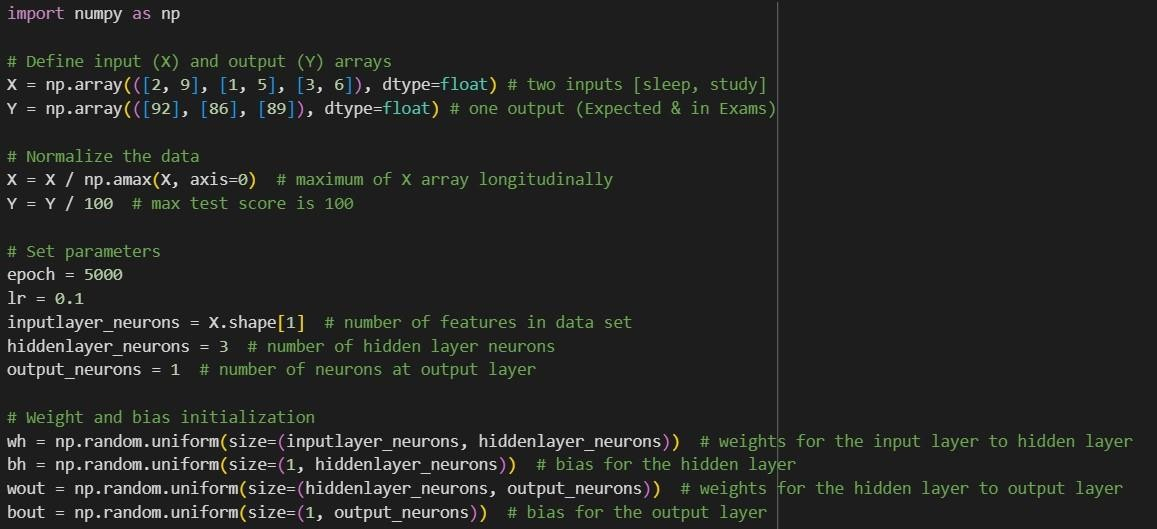 import numpy as np
# Define input (X) and output (Y) arrays
X = np.array(([2, 9], [1, 5], [3, 6]), dtype=float) # two inputs [sleep, study]
Y = np.array(([92], [86], [89]), dtype=float) # one output (Expected & in Exams)
# Normalize the data
X = X / np.amax(X, axis=0)  # maximum of X array longitudinally
Y = Y / 100  # max test score is 100
# Set parameters
epoch = 5000
lr = 0.1
inputlayer_neurons = X.shape[1]  # number of features in data set
hiddenlayer_neurons = 3  # number of hidden layer neurons
output_neurons = 1  # number of neurons at output layer
# Weight and bias initialization
wh = np.random.uniform(size=(inputlayer_neurons, hiddenlayer_neurons))  # weights for the input layer to hidden layer
bh = np.random.uniform(size=(1, hiddenlayer_neurons))  # bias for the hidden layer
wout = np.random.uniform(size=(hiddenlayer_neurons, output_neurons))  # weights for the hidden layer to output layer
bout = np.random.uniform(size=(1, output_neurons))  # bias for the output layer